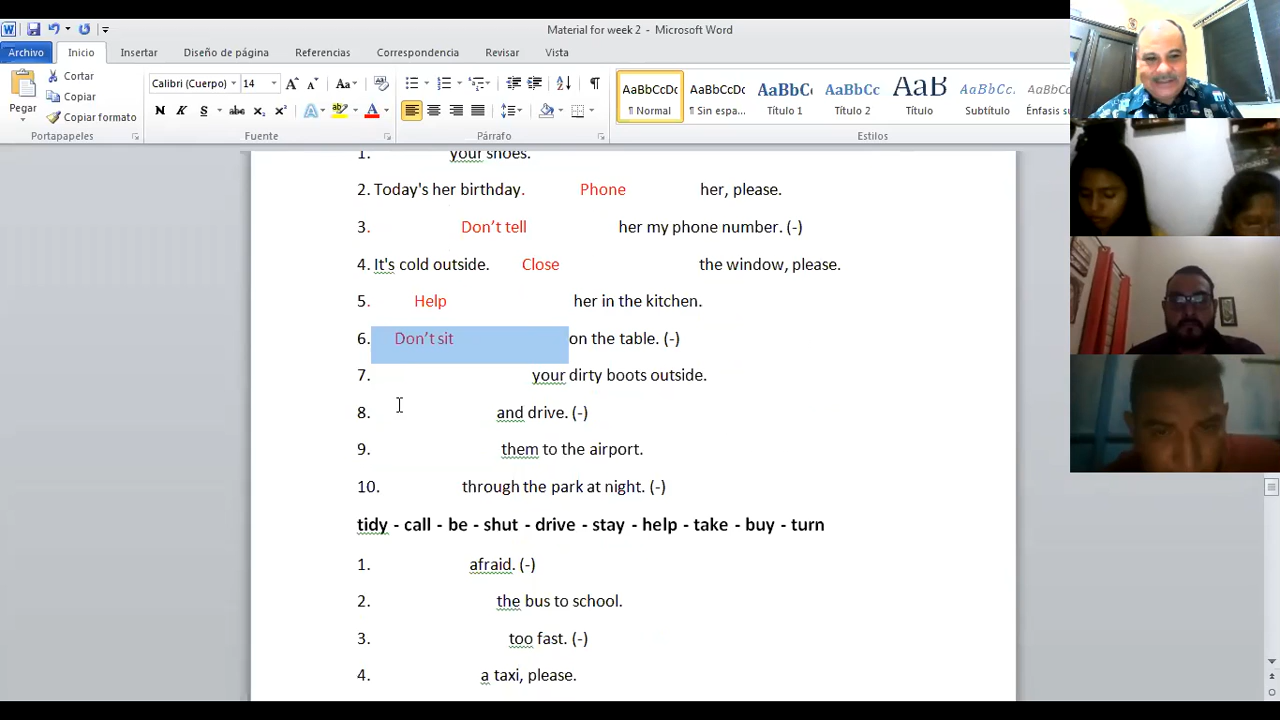 Material for week 2 - Microsoft Word
Archivo Inicio Insertar Diseño de página Referencias Correspondencia Revisar Vista
Pegar
Cortar
Copiar
Copiar formato
Portapapeles
Calibri (Cuerpo) 14
Fuente
Párrafo
AaBbCcDc ¶ Normal
AaBbCcDc ¶ Sin espa...
AaBbC Título 1
AaBbCc Título 2
AaB Título
AaBbCc. Subtítulo
AaBbCcDc Énfasis su
Estilos
1. your shoes.
2. Today's her birthday. Phone her, please.
3. Don't tell her my phone number. (-)
4. It's cold outside. Close the window, please.
5. Help her in the kitchen.
6. Don't sit on the table. (-)
7. your dirty boots outside.
8. and drive. (-)
9. them to the airport.
10. through the park at night. (-)
tidy - call - be - shut - drive - stay - help - take - buy - turn
1. afraid. (-)
2. the bus to school.
3. too fast. (-)
4. a taxi, please.